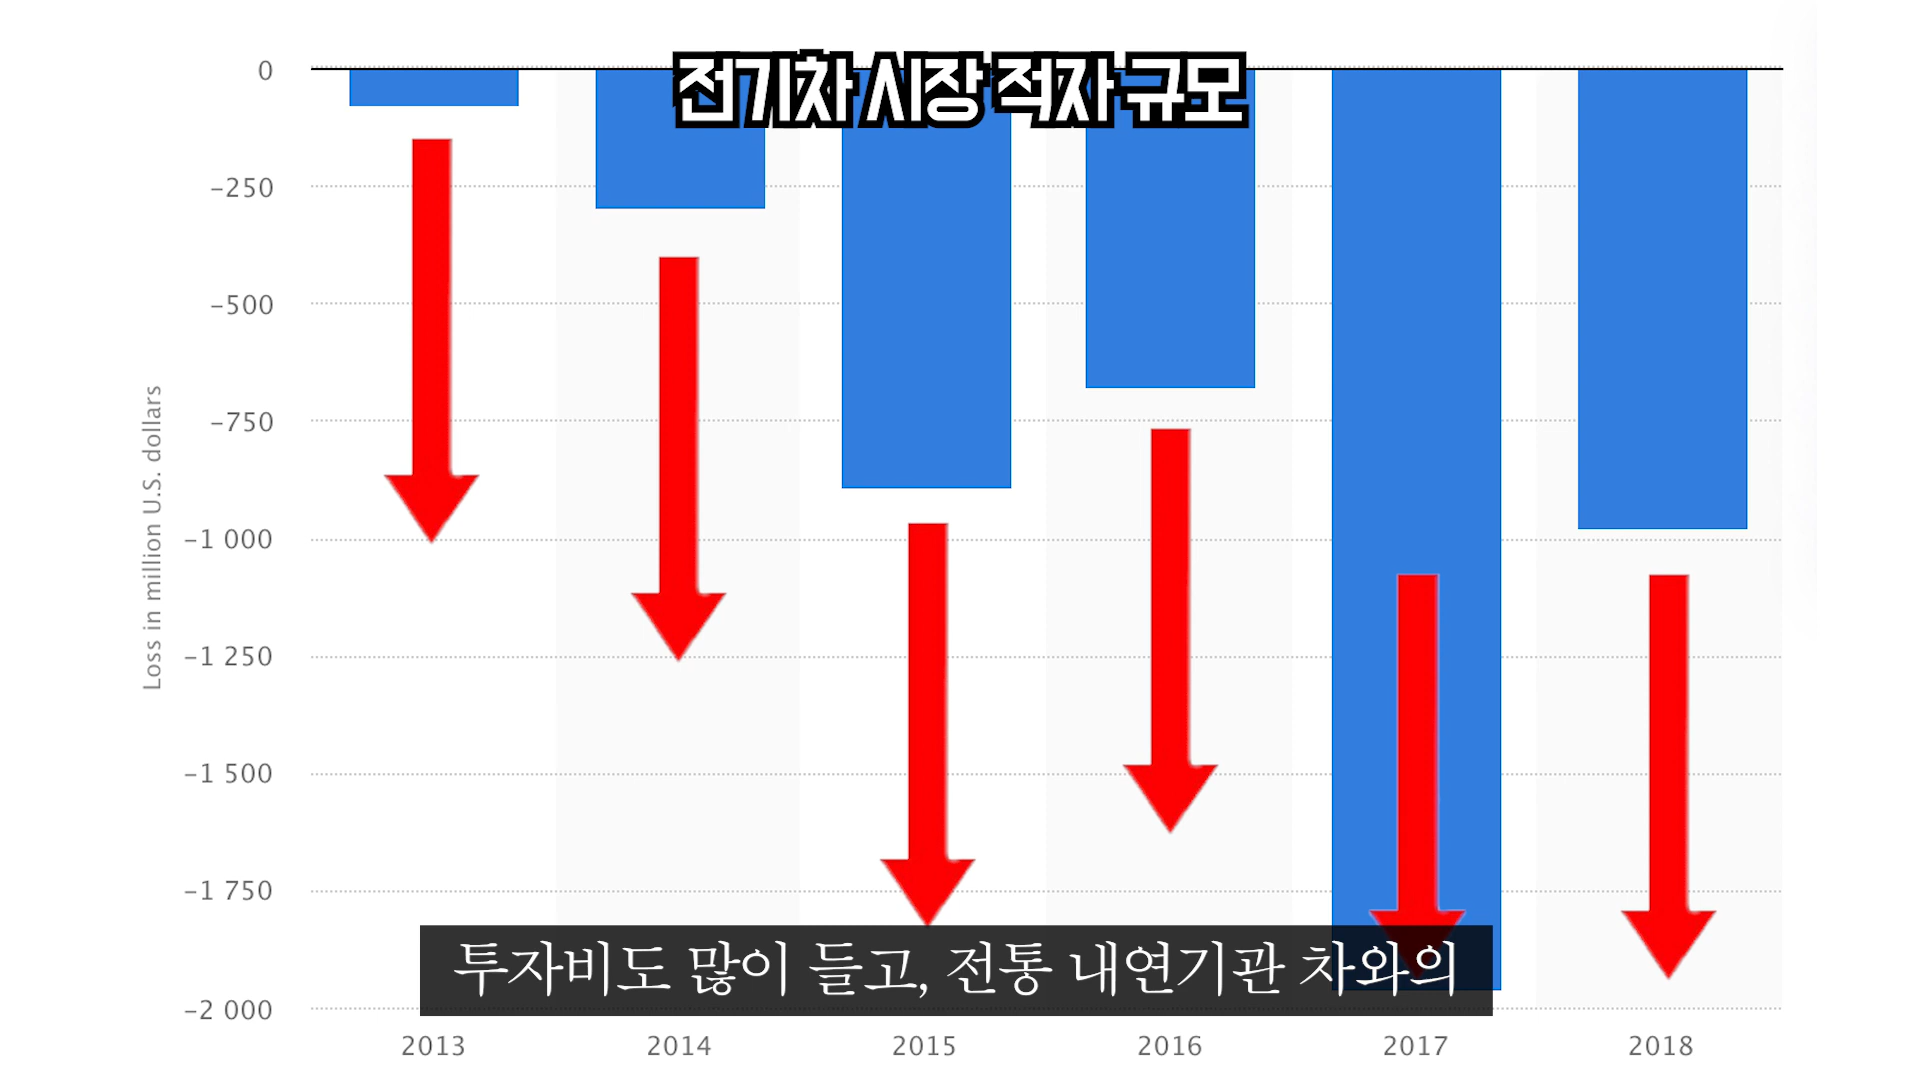 전기차 시장 적자 규모
0
-250
-500
-750
-1 000
-1 250
-1 500
-1 750
-2 000
Loss in million U.S. dollars
투자비도 많이 들고, 전통 내연기관 차와의
2013 2014 2015 2016 2017 2018